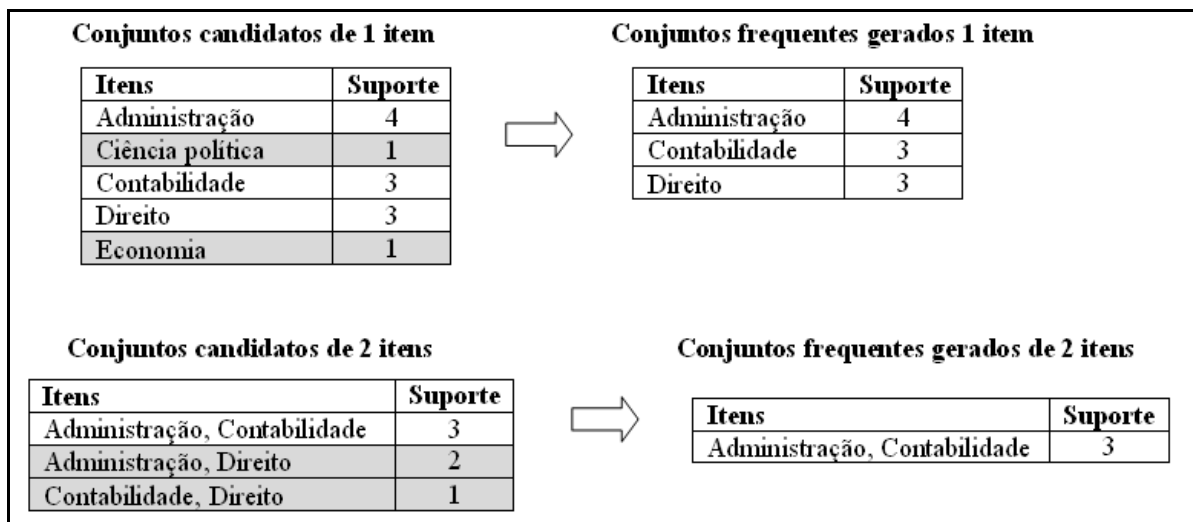 Conjuntos candidatos de 1 item
Itens Suporte
Administração 4
Ciência política 1
Contabilidade 3
Direito 3
Economia 1
Conjuntos frequentes gerados 1 item
Itens Suporte
Administração 4
Contabilidade 3
Direito 3
Conjuntos candidatos de 2 itens
Itens Suporte
Administração, Contabilidade 3
Administração, Direito 2
Contabilidade, Direito 1
Conjuntos frequentes gerados de 2 itens
Itens Suporte
Administração, Contabilidade 3